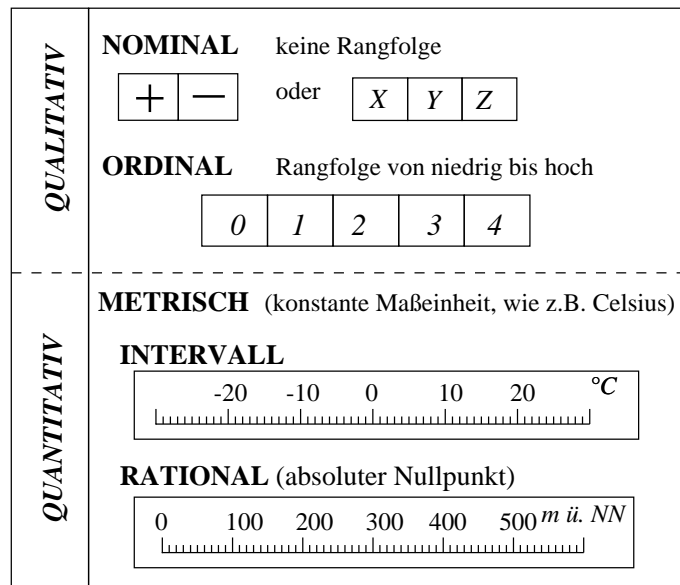 QUALITATIV
NOMINAL keine Rangfolge
+ − oder X Y Z
ORDINAL Rangfolge von niedrig bis hoch
0 1 2 3 4
QUANTITATIV
METRISCH (konstante Maßeinheit, wie z.B. Celsius)
INTERVALL
-20 -10 0 10 20 °C
RATIONAL (absoluter Nullpunkt)
0 100 200 300 400 500 m ü. NN